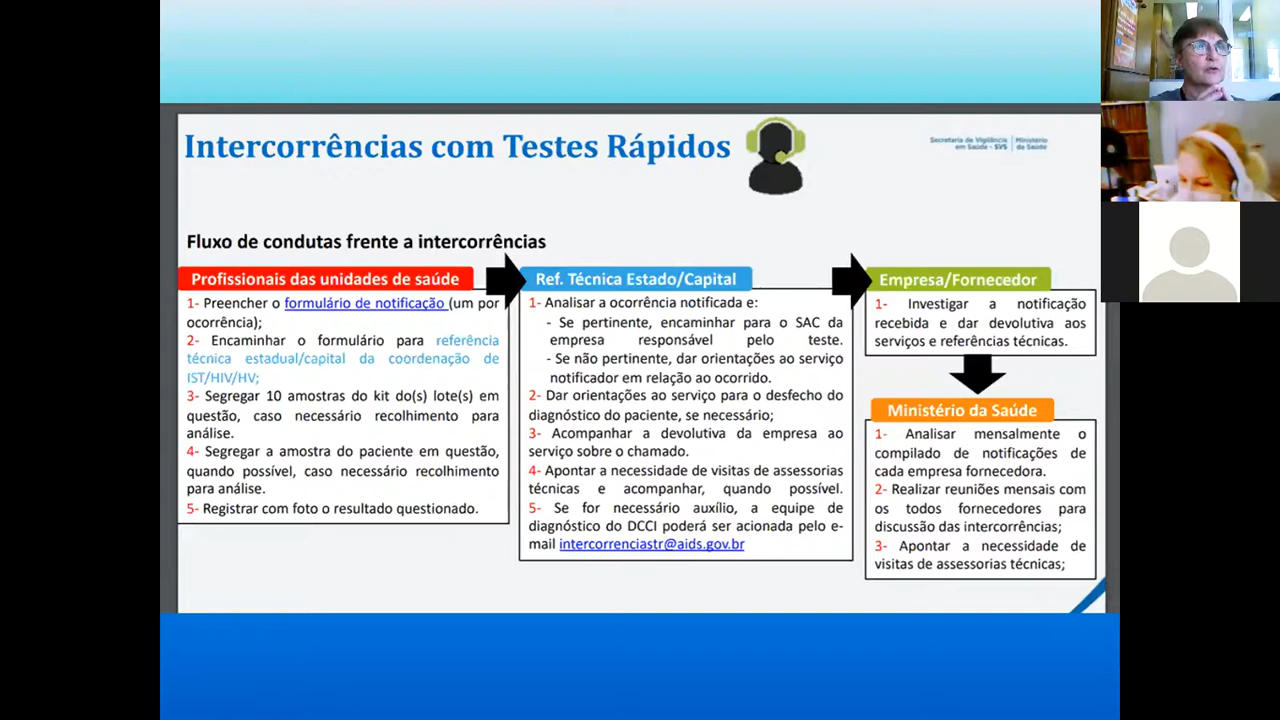 Intercorrências com Testes Rápidos
Secretaria de Vigilância
em Saúde - SVS
Ministério
da Saúde
Fluxo de condutas frente a intercorrências
Profissionais das unidades de saúde
1- Preencher o formulário de notificação (um por
ocorrência);
2- Encaminhar o formulário para referência
técnica estadual/capital da coordenação de
IST/HIV/HV;
3- Segregar 10 amostras do kit do(s) lote(s) em
questão, caso necessário recolhimento para
análise.
4- Segregar a amostra do paciente em questão,
quando possível, caso necessário recolhimento
para análise.
5- Registrar com foto o resultado questionado.
Ref. Técnica Estado/Capital
1- Analisar a ocorrência notificada e:
- Se pertinente, encaminhar para o SAC da
empresa responsável pelo teste.
- Se não pertinente, dar orientações ao serviço
notificador em relação ao ocorrido.
2- Dar orientações ao serviço para o desfecho do
diagnóstico do paciente, se necessário;
3- Acompanhar a devolutiva da empresa ao
serviço sobre o chamado.
4- Apontar a necessidade de visitas de assessorias
técnicas e acompanhar, quando possível.
5- Se for necessário auxílio, a equipe de
diagnóstico do DCCI poderá ser acionada pelo e-
mail intercorrenciastr@aids.gov.br
Empresa/Fornecedor
1- Investigar a notificação
recebida e dar devolutiva aos
serviços e referências técnicas.
Ministério da Saúde
1- Analisar mensalmente o
compilado de notificações de
cada empresa fornecedora.
2- Realizar reuniões mensais com
os todos fornecedores para
discussão das intercorrências;
3- Apontar a necessidade de
visitas de assessorias técnicas;